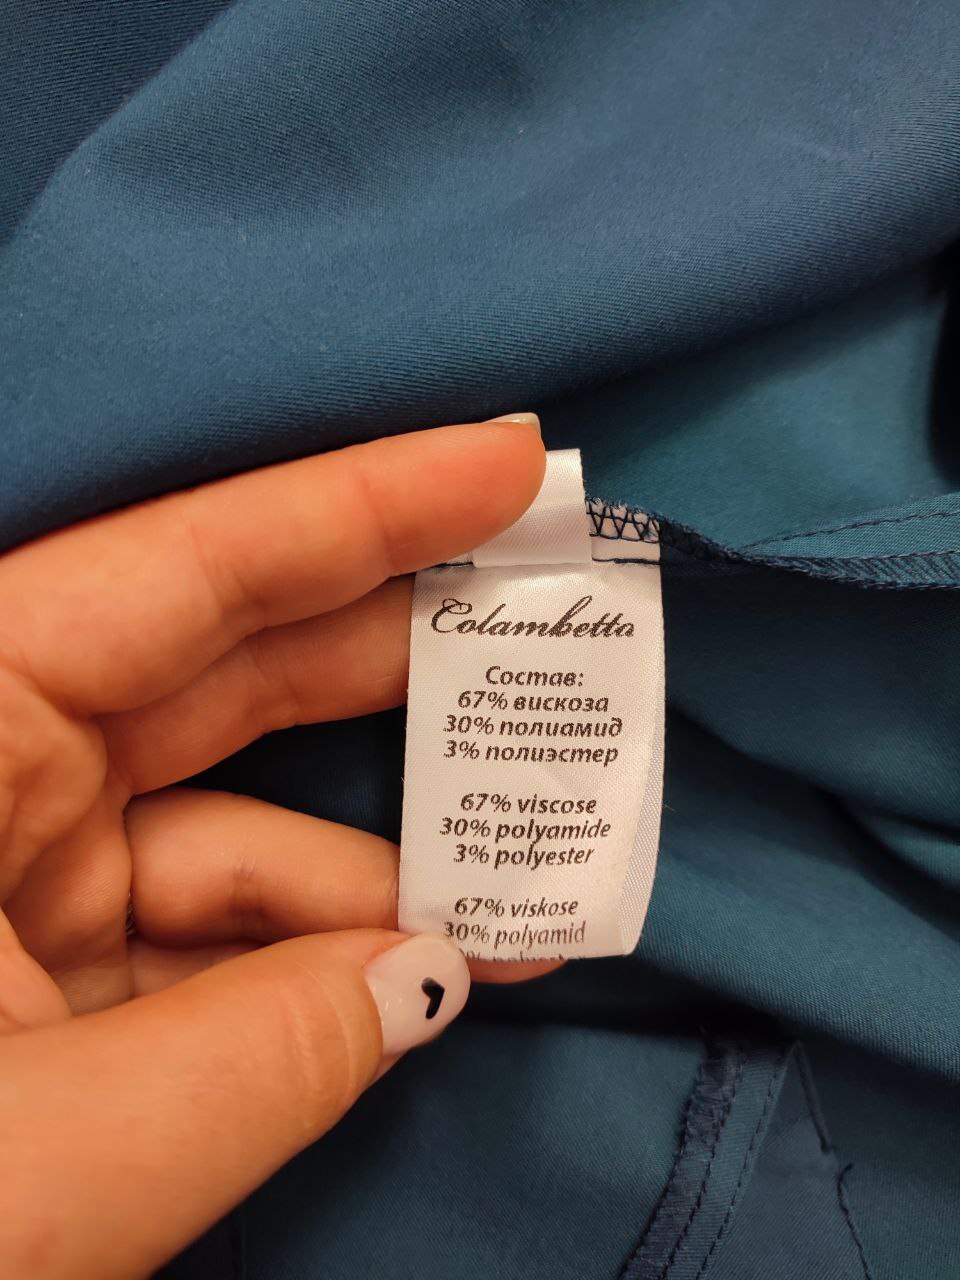 Colambetta
Состав:
67% вискоза
30% полиамид
3% полиэстер
67% viscose
30% polyamide
3% polyester
67% viskose
30% polyamid